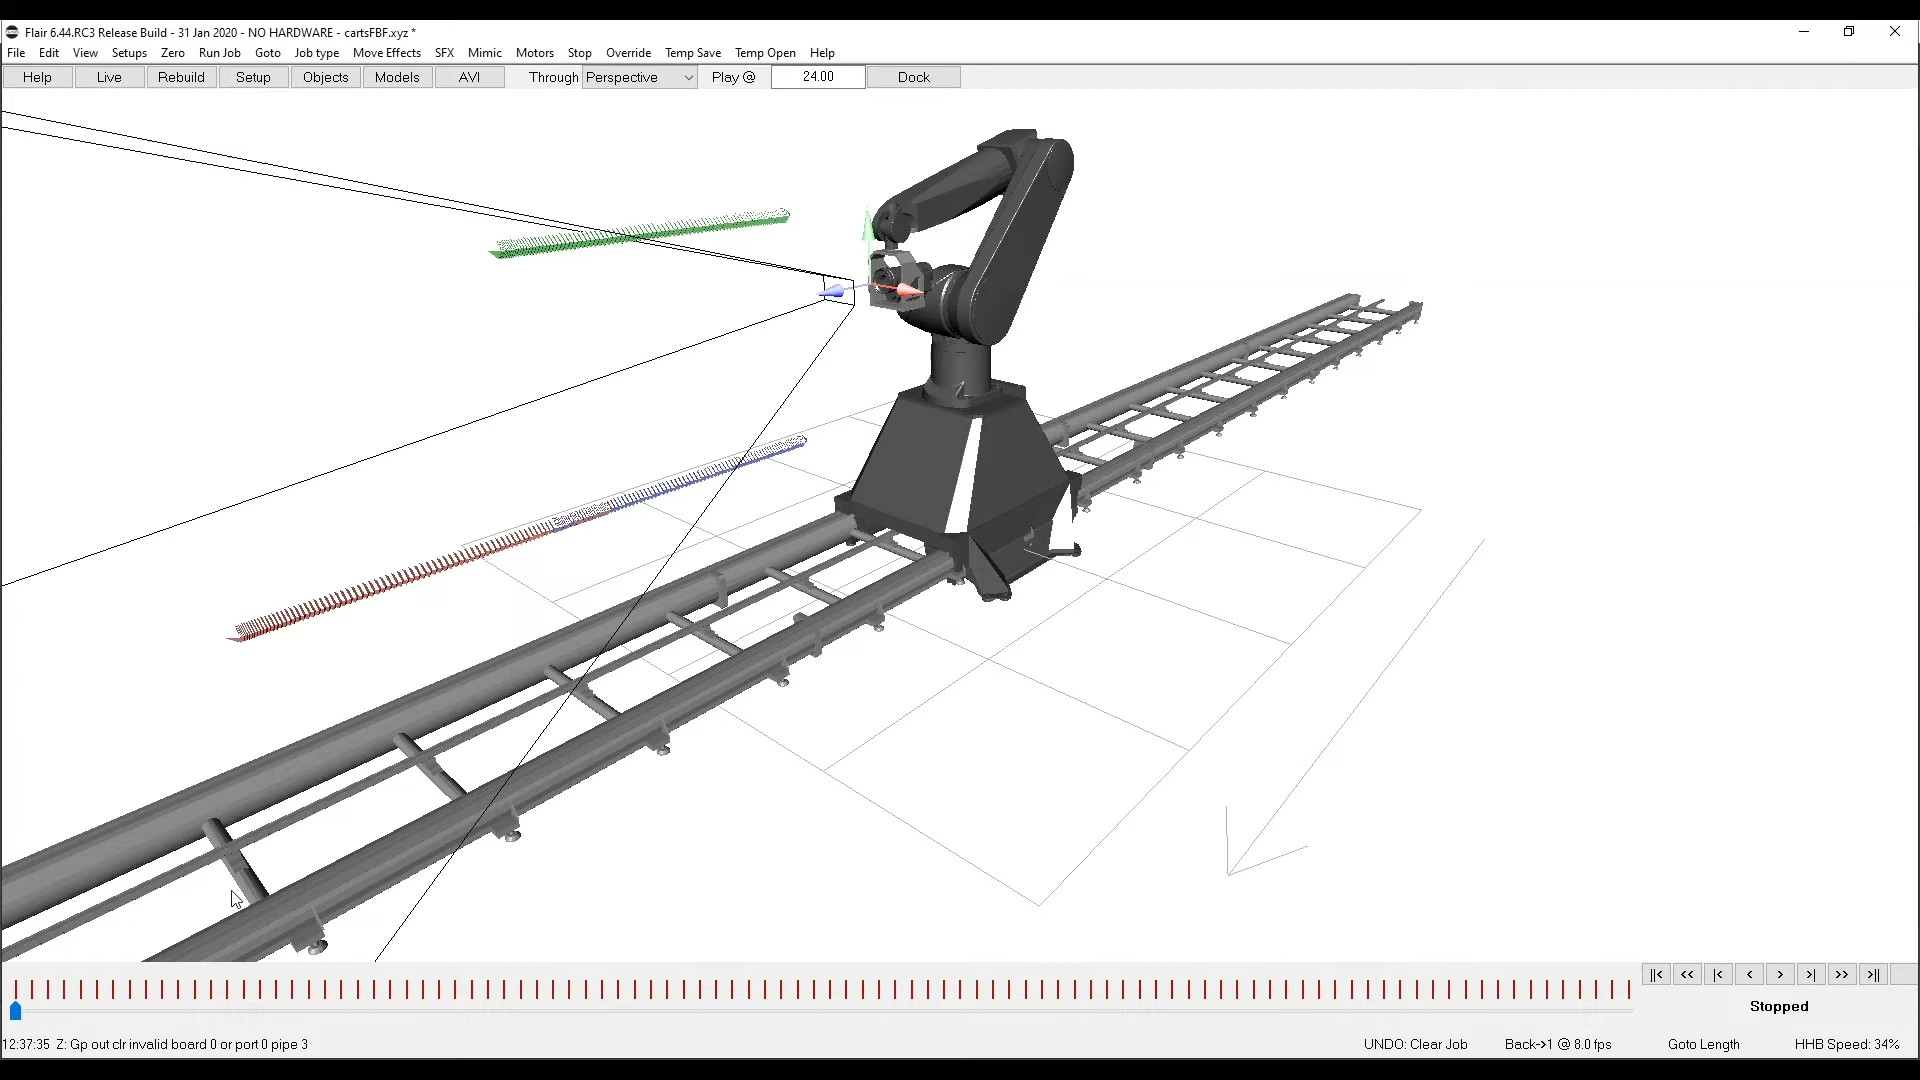 Flair 6.44.RC3 Release Build - 31 Jan 2020 - NO HARDWARE - cartsFBF.xyz *
File Edit View Setups Zero Run Job Goto Job type Move Effects SFX Mimic Motors Stop Override Temp Save Temp Open Help
Help Live Rebuild Setup Objects Models AVI Through Perspective Play @ 24.00 Dock
||< << |< < > >| >> >||
Stopped
12:37:35 Z: Gp out clr invalid board 0 or port 0 pipe 3 UNDO: Clear Job Back->1 @ 8.0 fps Goto Length HHB Speed: 34%